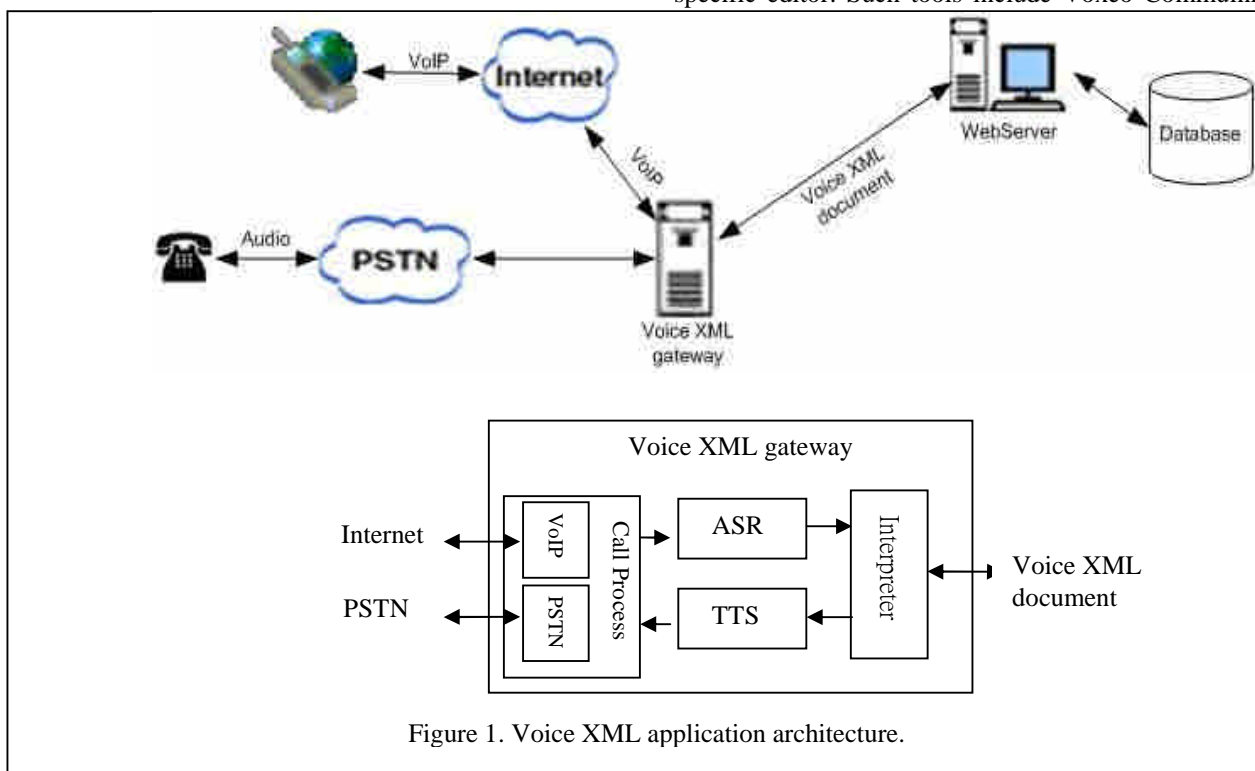 specific editor. Such tools include Voxeo Communi
VoIP
Internet
WebServer
Database
VoIP
Voice XML
document
Audio
PSTN
Voice XML
gateway
Voice XML gateway
Internet
PSTN
VoIP
PSTN
Call Process
ASR
TTS
Interpreter
Voice XML
document
Figure 1. Voice XML application architecture.